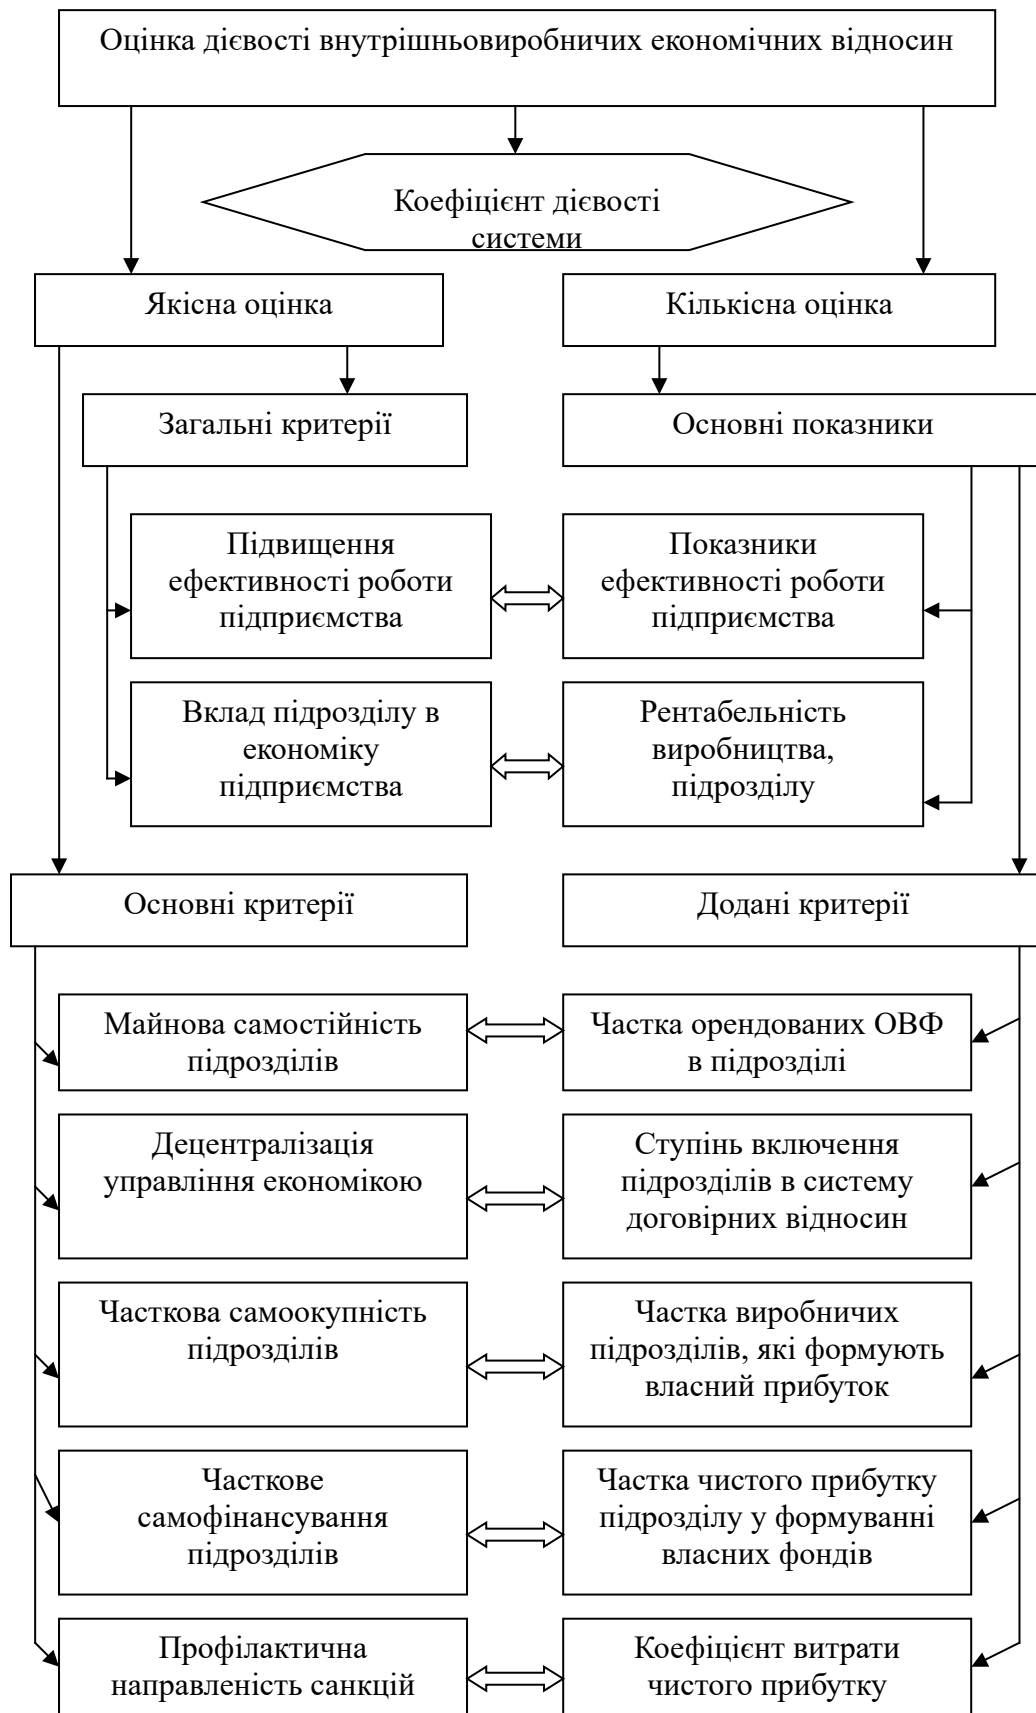 Оцінка дієвості внутрішньовиробничих економічних відносин
Коефіцієнт дієвості
системи
Якісна оцінка
Кількісна оцінка
Загальні критерії
Основні показники
Підвищення
ефективності роботи
підприємства
Показники
ефективності роботи
підприємства
Вклад підрозділу в
економіку
підприємства
Рентабельність
виробництва,
підрозділу
Основні критерії
Додані критерії
Майнова самостійність
підрозділів
Частка орендованих ОВФ
в підрозділі
Децентралізація
управління економікою
Ступінь включення
підрозділів в систему
договірних відносин
Часткова самоокупність
підрозділів
Частка виробничих
підрозділів, які формують
власний прибуток
Часткове
самофінансування
підрозділів
Частка чистого прибутку
підрозділу у формуванні
власних фондів
Профілактична
направленість санкцій
Коефіцієнт витрати
чистого прибутку